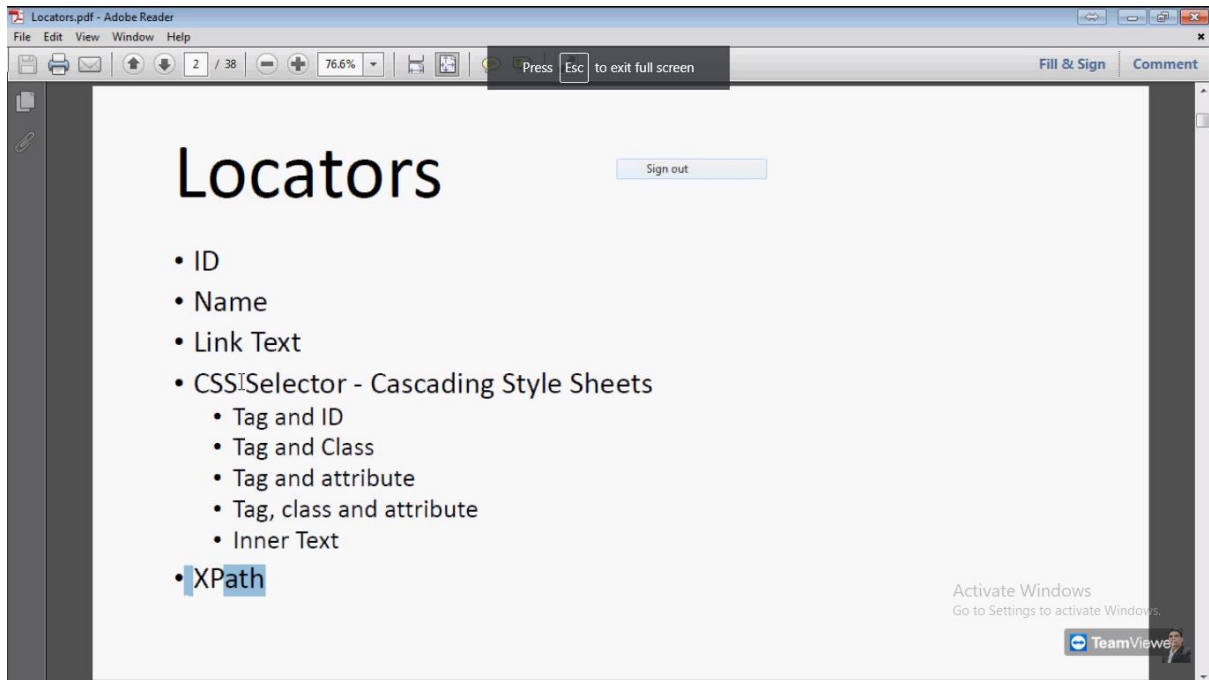 Locators.pdf - Adobe Reader
File Edit View Window Help
2 / 38 76.6% Fill & Sign Comment
Press Esc to exit full screen
Locators
Sign out
• ID
• Name
• Link Text
• CSS Selector - Cascading Style Sheets
• Tag and ID
• Tag and Class
• Tag and attribute
• Tag, class and attribute
• Inner Text
• XPath
Activate Windows
Go to Settings to activate Windows.
TeamViewer